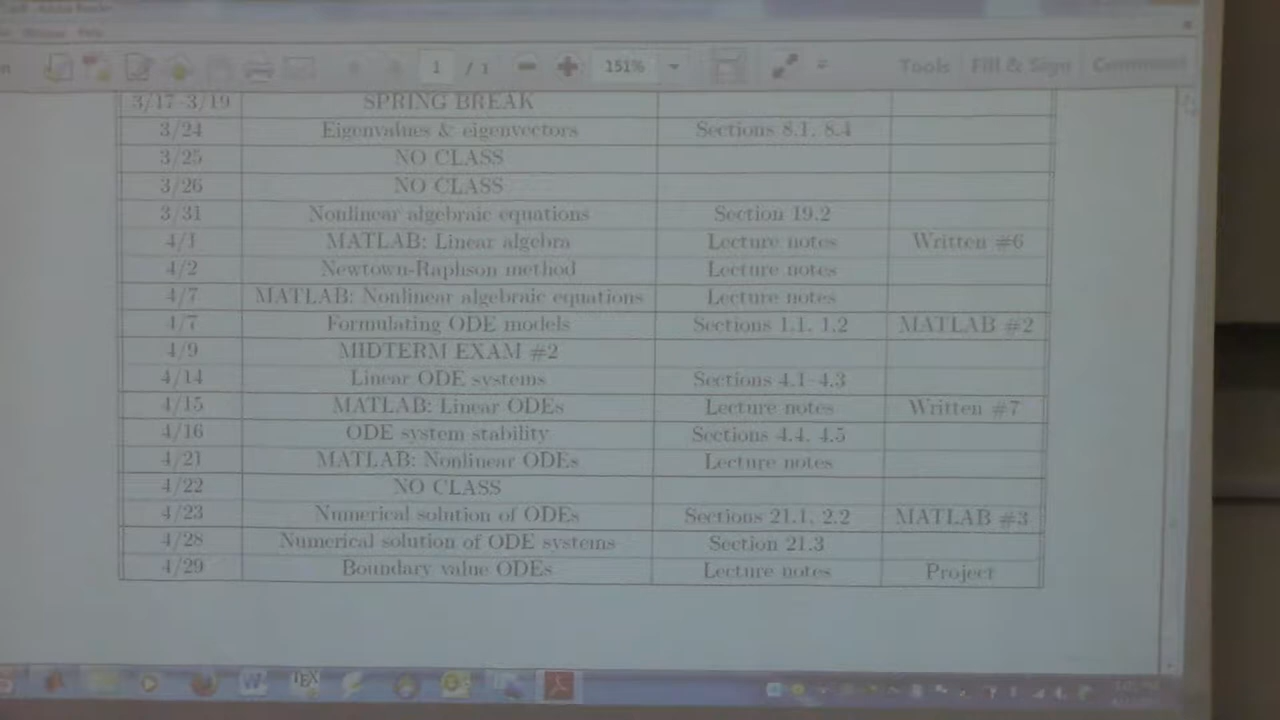 1 / 1 151% Tools Fill & Sign Comment
3/17-3/19 SPRING BREAK
3/24 Eigenvalues & eigenvectors Sections 8.1, 8.4
3/25 NO CLASS
3/26 NO CLASS
3/31 Nonlinear algebraic equations Section 19.2
4/1 MATLAB: Linear algebra Lecture notes Written #6
4/2 Newtown-Raphson method Lecture notes
4/7 MATLAB: Nonlinear algebraic equations Lecture notes
4/7 Formulating ODE models Sections 1.1, 1.2 MATLAB #2
4/9 MIDTERM EXAM #2
4/14 Linear ODE systems Sections 4.1-4.3
4/15 MATLAB: Linear ODEs Lecture notes Written #7
4/16 ODE system stability Sections 4.4, 4.5
4/21 MATLAB: Nonlinear ODEs Lecture notes
4/22 NO CLASS
4/23 Numerical solution of ODEs Sections 21.1, 2.2 MATLAB #3
4/28 Numerical solution of ODE systems Section 21.3
4/29 Boundary value ODEs Lecture notes Project
TEX